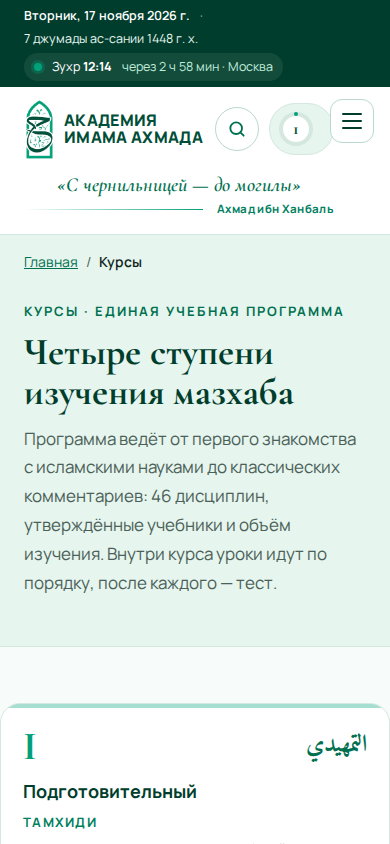 Вторник, 17 ноября 2026 г. ·
7 джумады ас-сании 1448 г. х.
Зухр 12:14 через 2 ч 58 мин · Москва
АКАДЕМИЯ
ИМАМА АХМАДА
I
«С чернильницей — до могилы»
Ахмад ибн Ханбаль
Главная / Курсы
КУРСЫ · ЕДИНАЯ УЧЕБНАЯ ПРОГРАММА
Четыре ступени
изучения мазхаба
Программа ведёт от первого знакомства
с исламскими науками до классических
комментариев: 46 дисциплин,
утверждённые учебники и объём
изучения. Внутри курса уроки идут по
порядку, после каждого — тест.
I التمهيدي
Подготовительный
ТАМХИДИ